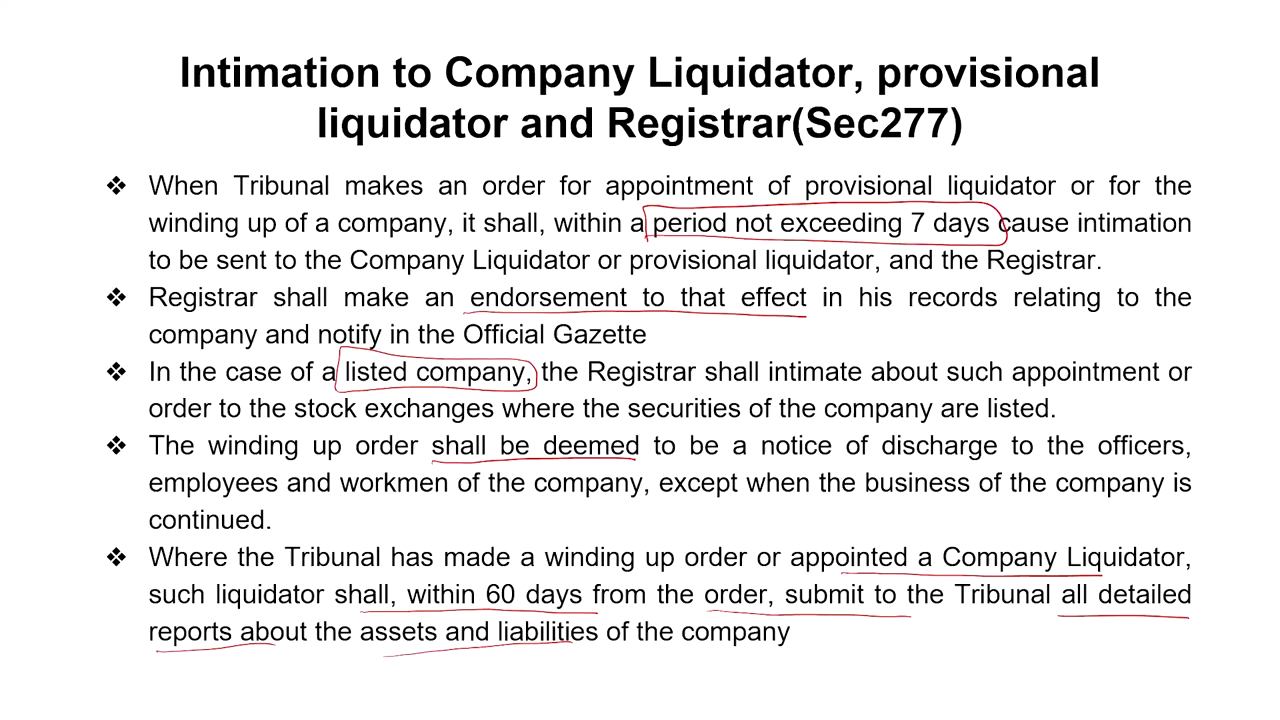 Intimation to Company Liquidator, provisional
liquidator and Registrar(Sec277)
❖ When Tribunal makes an order for appointment of provisional liquidator or for the
winding up of a company, it shall, within a period not exceeding 7 days cause intimation
to be sent to the Company Liquidator or provisional liquidator, and the Registrar.
❖ Registrar shall make an endorsement to that effect in his records relating to the
company and notify in the Official Gazette
❖ In the case of a listed company, the Registrar shall intimate about such appointment or
order to the stock exchanges where the securities of the company are listed.
❖ The winding up order shall be deemed to be a notice of discharge to the officers,
employees and workmen of the company, except when the business of the company is
continued.
❖ Where the Tribunal has made a winding up order or appointed a Company Liquidator,
such liquidator shall, within 60 days from the order, submit to the Tribunal all detailed
reports about the assets and liabilities of the company